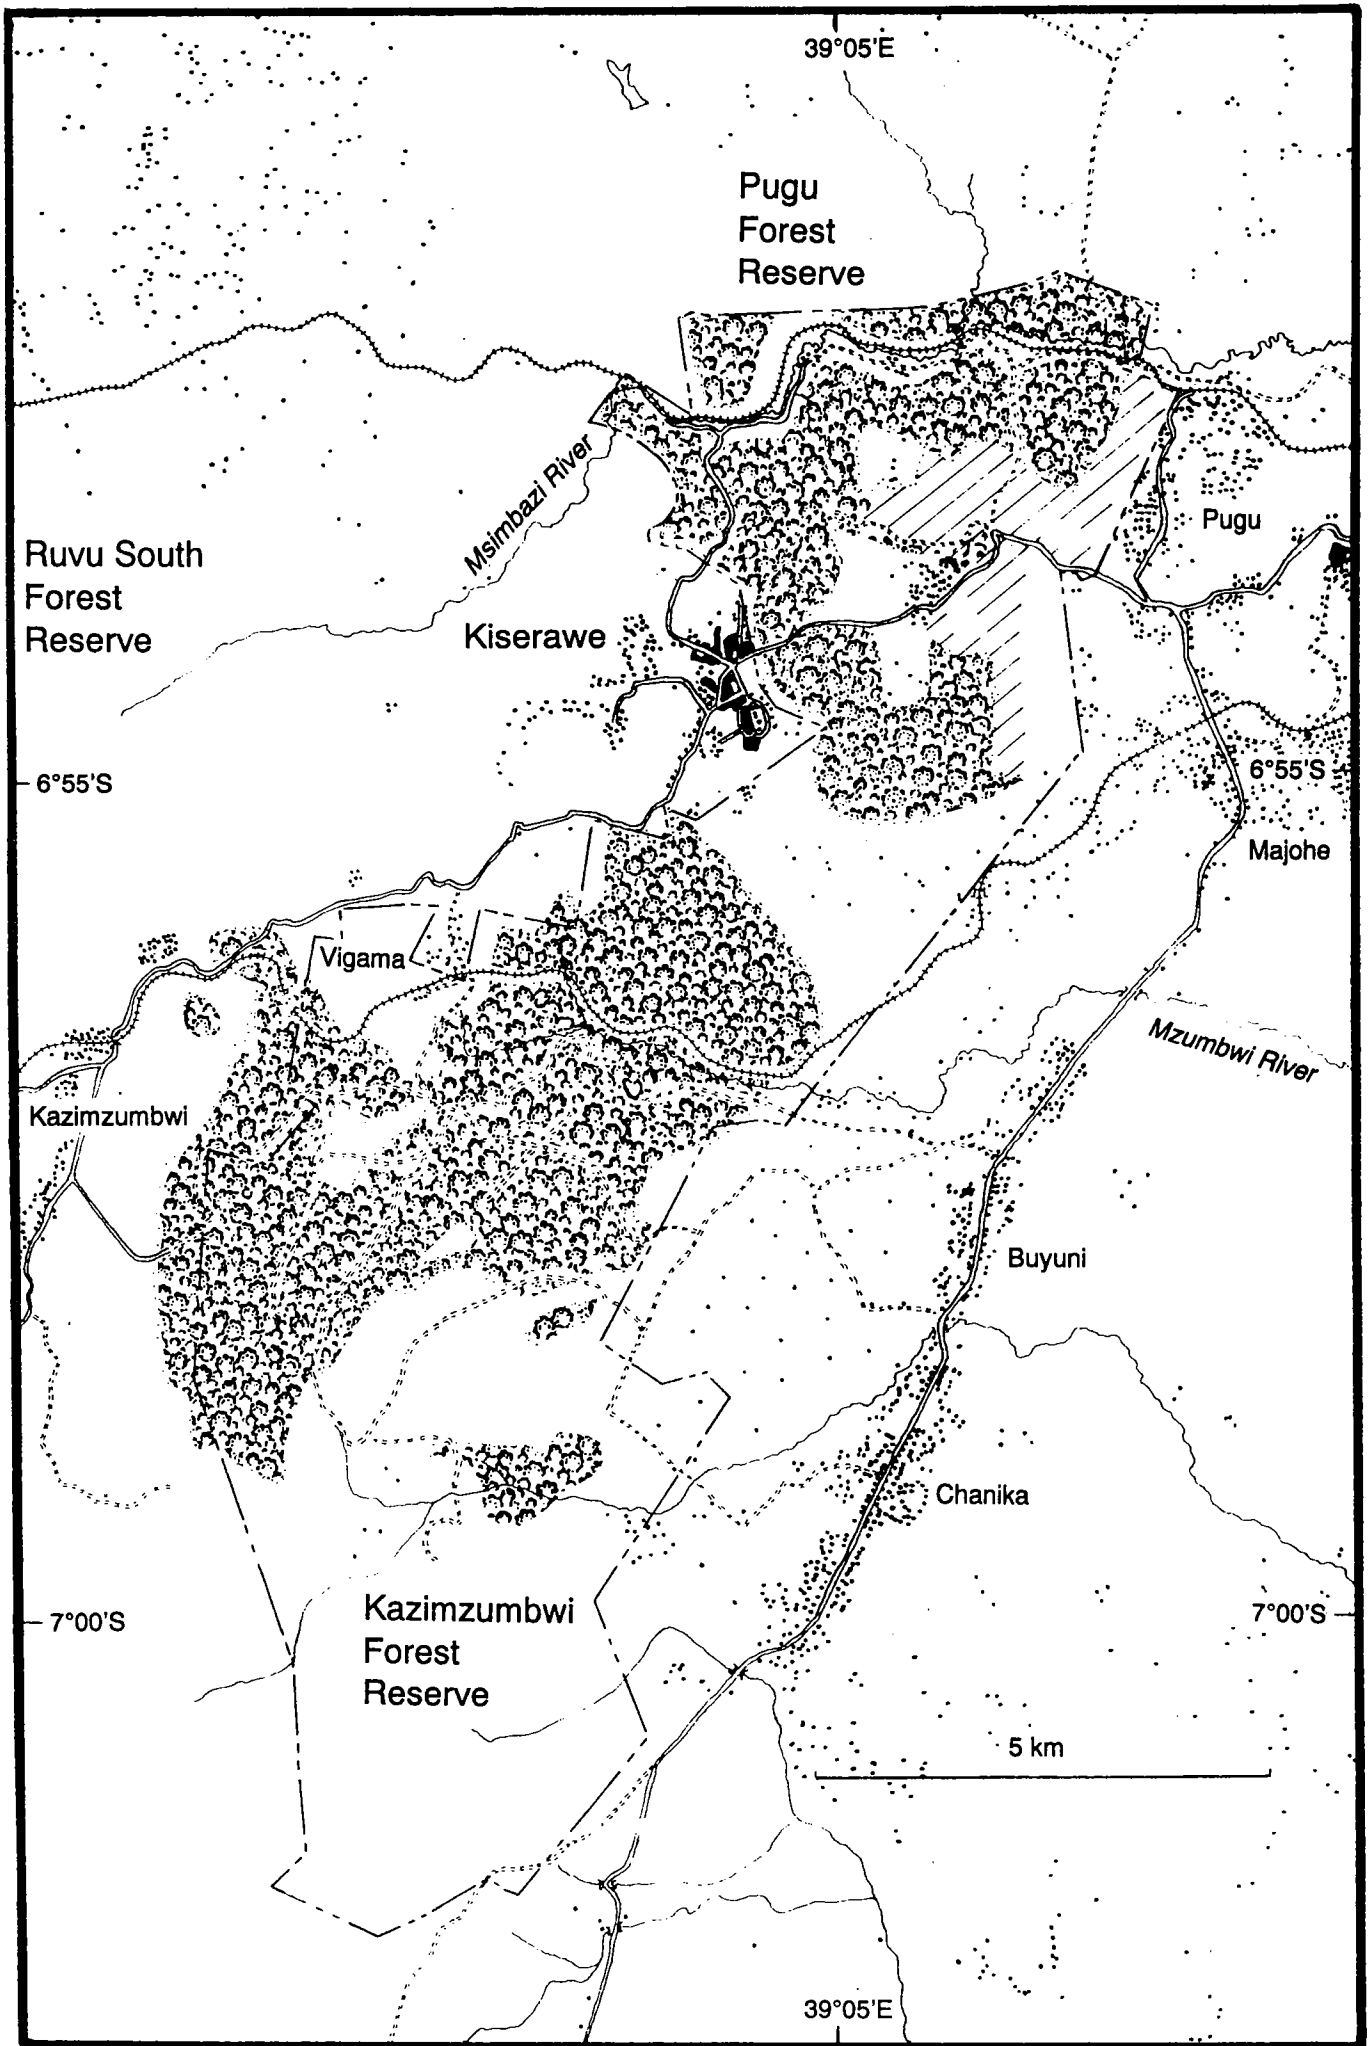 39°05'E
Pugu
Forest
Reserve
Msimbazi River
Pugu
Ruvu South
Forest
Reserve
Kiserawe
6°55'S
6°55'S
Majohe
Vigama
Mzumbwi River
Kazimzumbwi
Buyuni
Chanika
Kazimzumbwi
Forest
Reserve
7°00'S
7°00'S
5 km
39°05'E